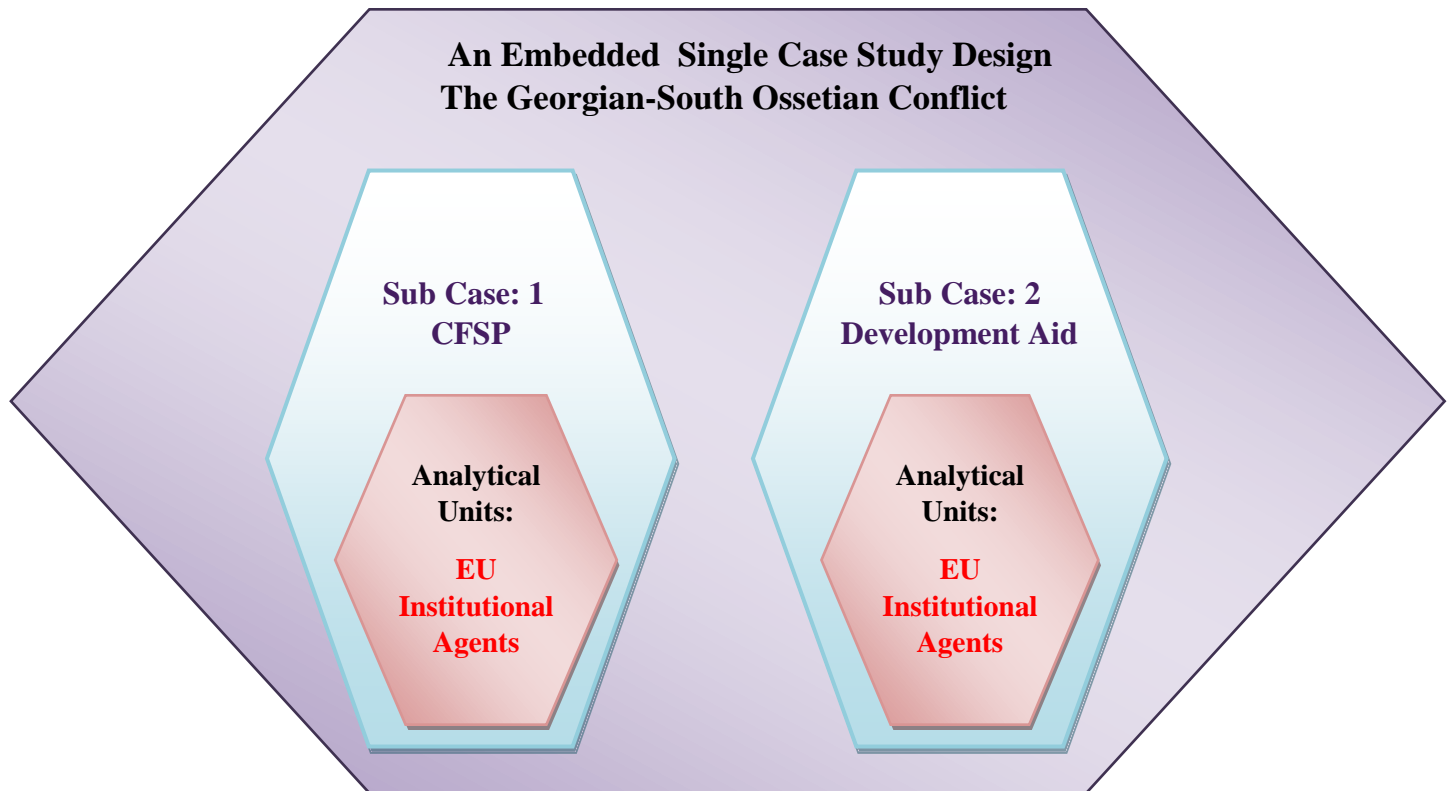 An Embedded Single Case Study Design
The Georgian-South Ossetian Conflict
Sub Case: 1
CFSP
Analytical
Units:
EU
Institutional
Agents
Sub Case: 2
Development Aid
Analytical
Units:
EU
Institutional
Agents